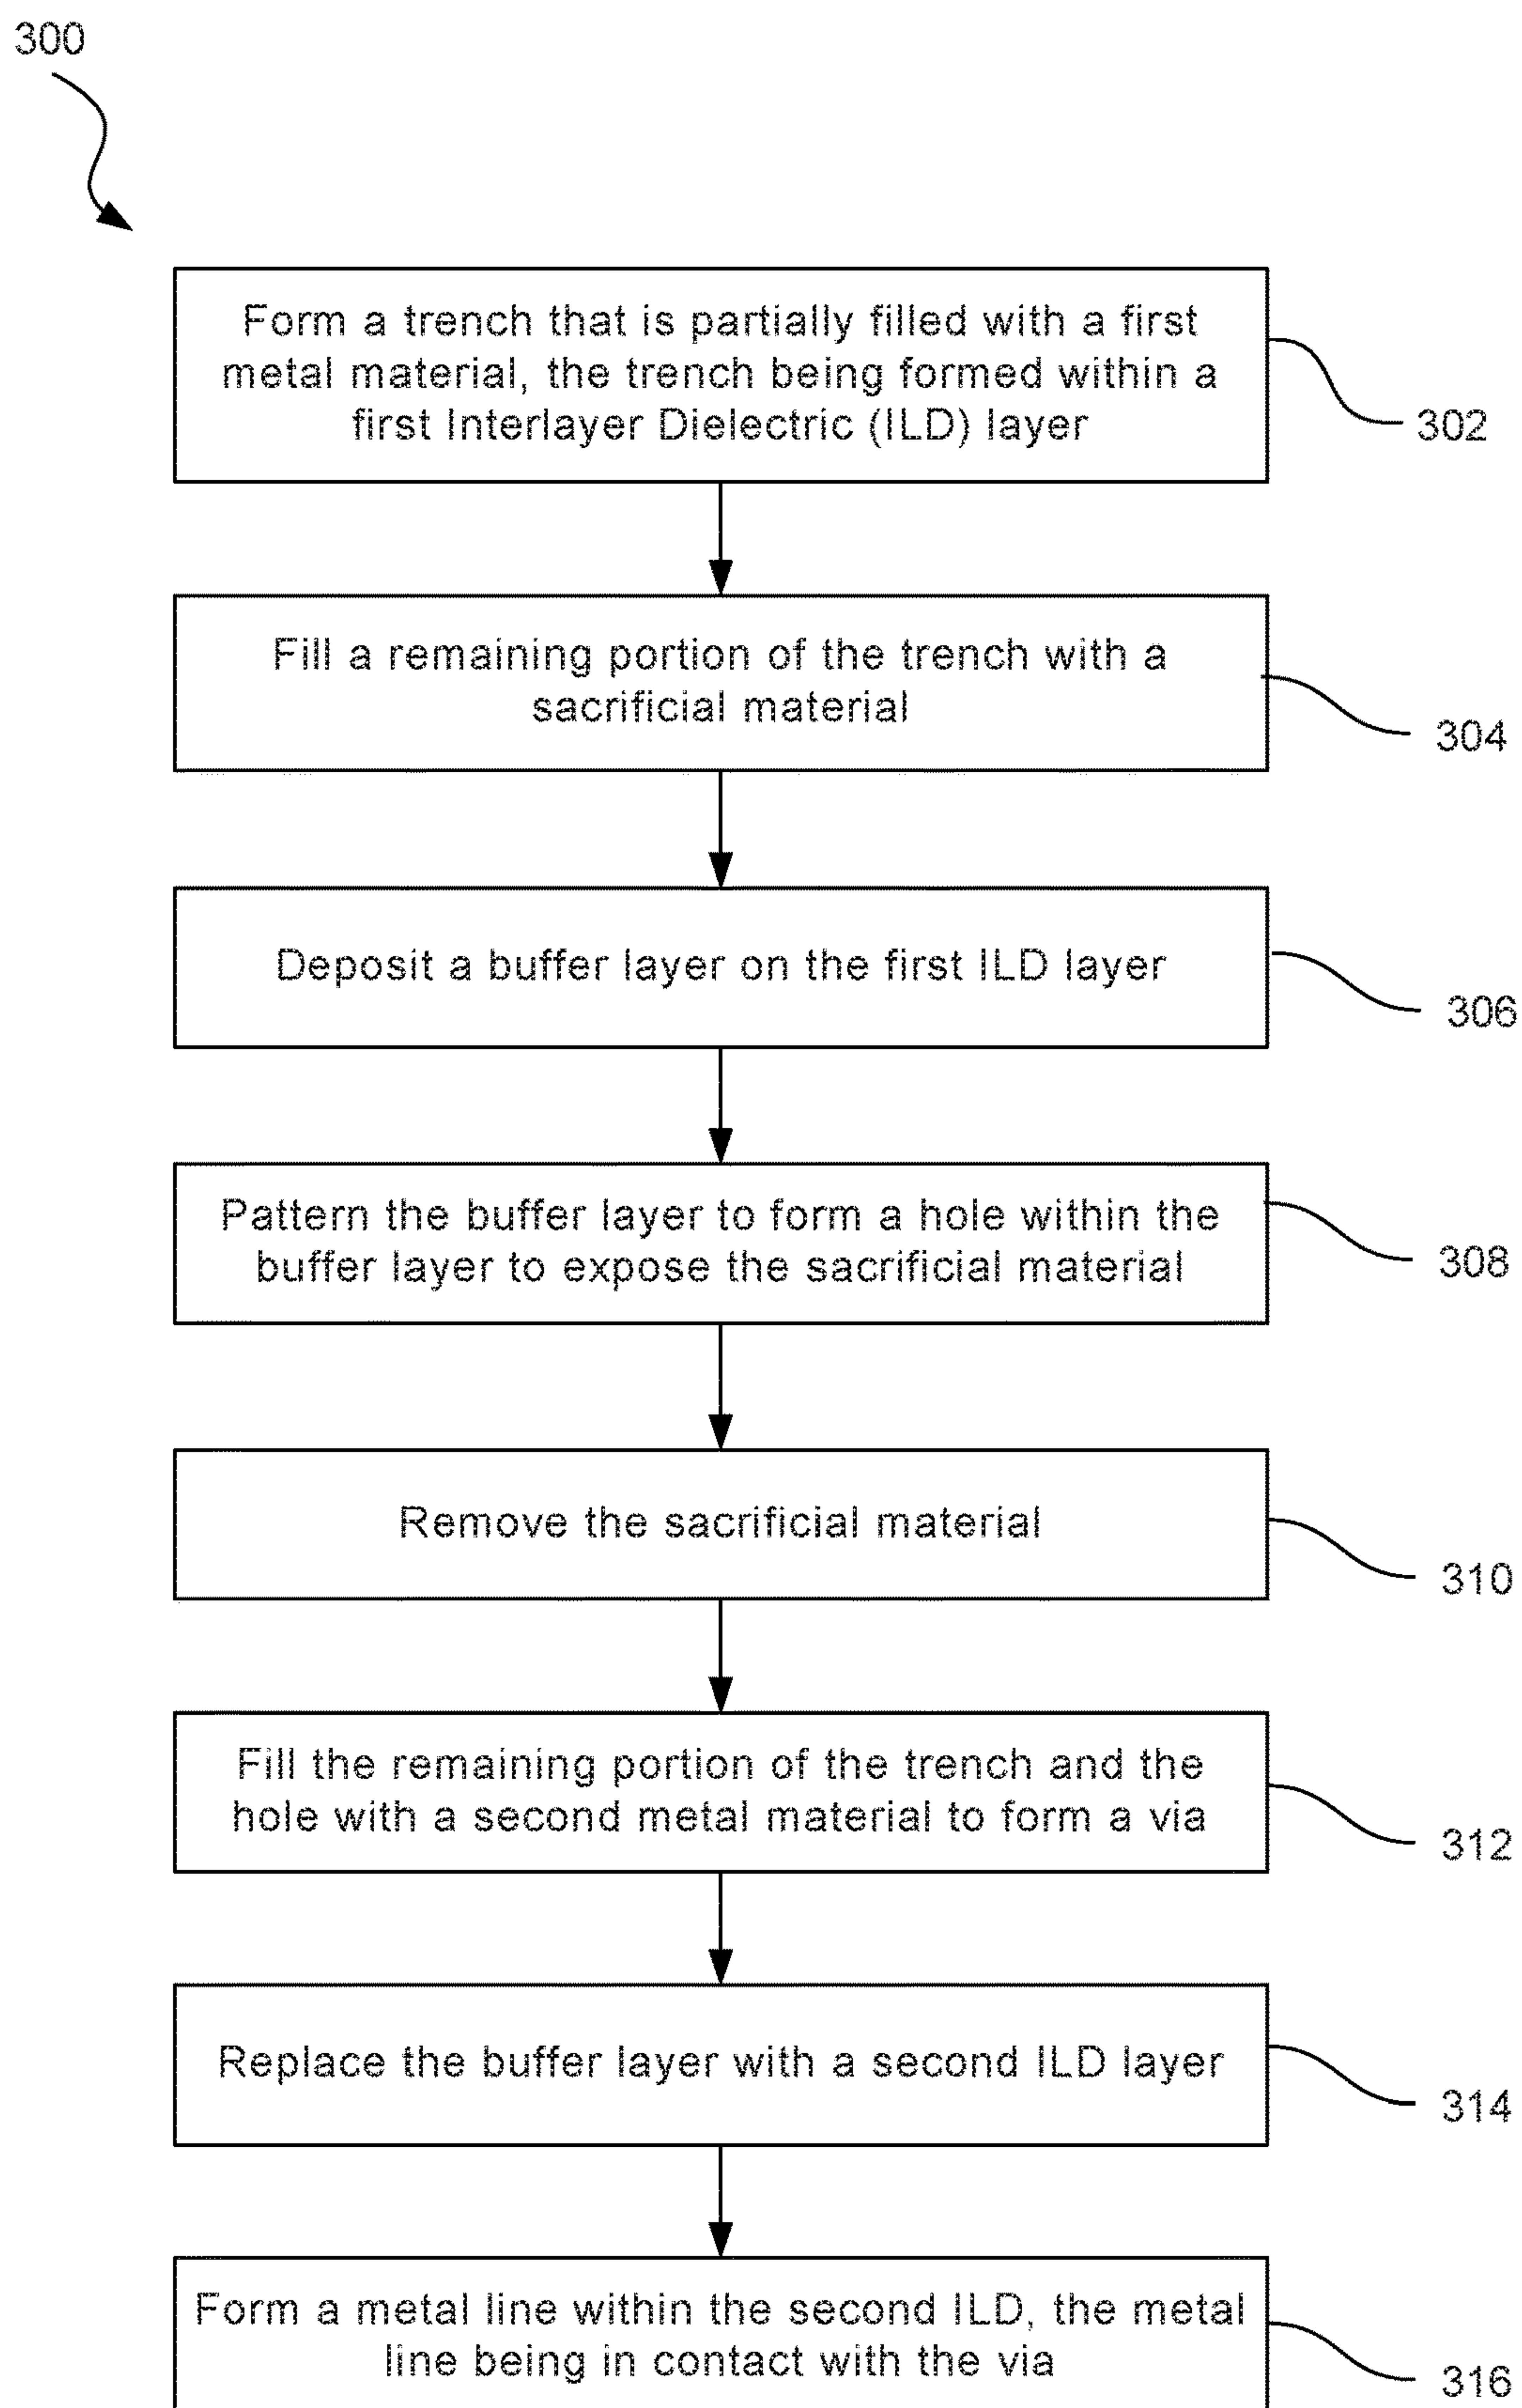 300
Form a trench that is partially filled with a first
metal material, the trench being formed within a
first Interlayer Dielectric (ILD) layer
302
Fill a remaining portion of the trench with a
sacrificial material
304
Deposit a buffer layer on the first ILD layer
306
Pattern the buffer layer to form a hole within the
buffer layer to expose the sacrificial material
308
Remove the sacrificial material
310
Fill the remaining portion of the trench and the
hole with a second metal material to form a via
312
Replace the buffer layer with a second ILD layer
314
Form a metal line within the second ILD, the metal
line being in contact with the via
316